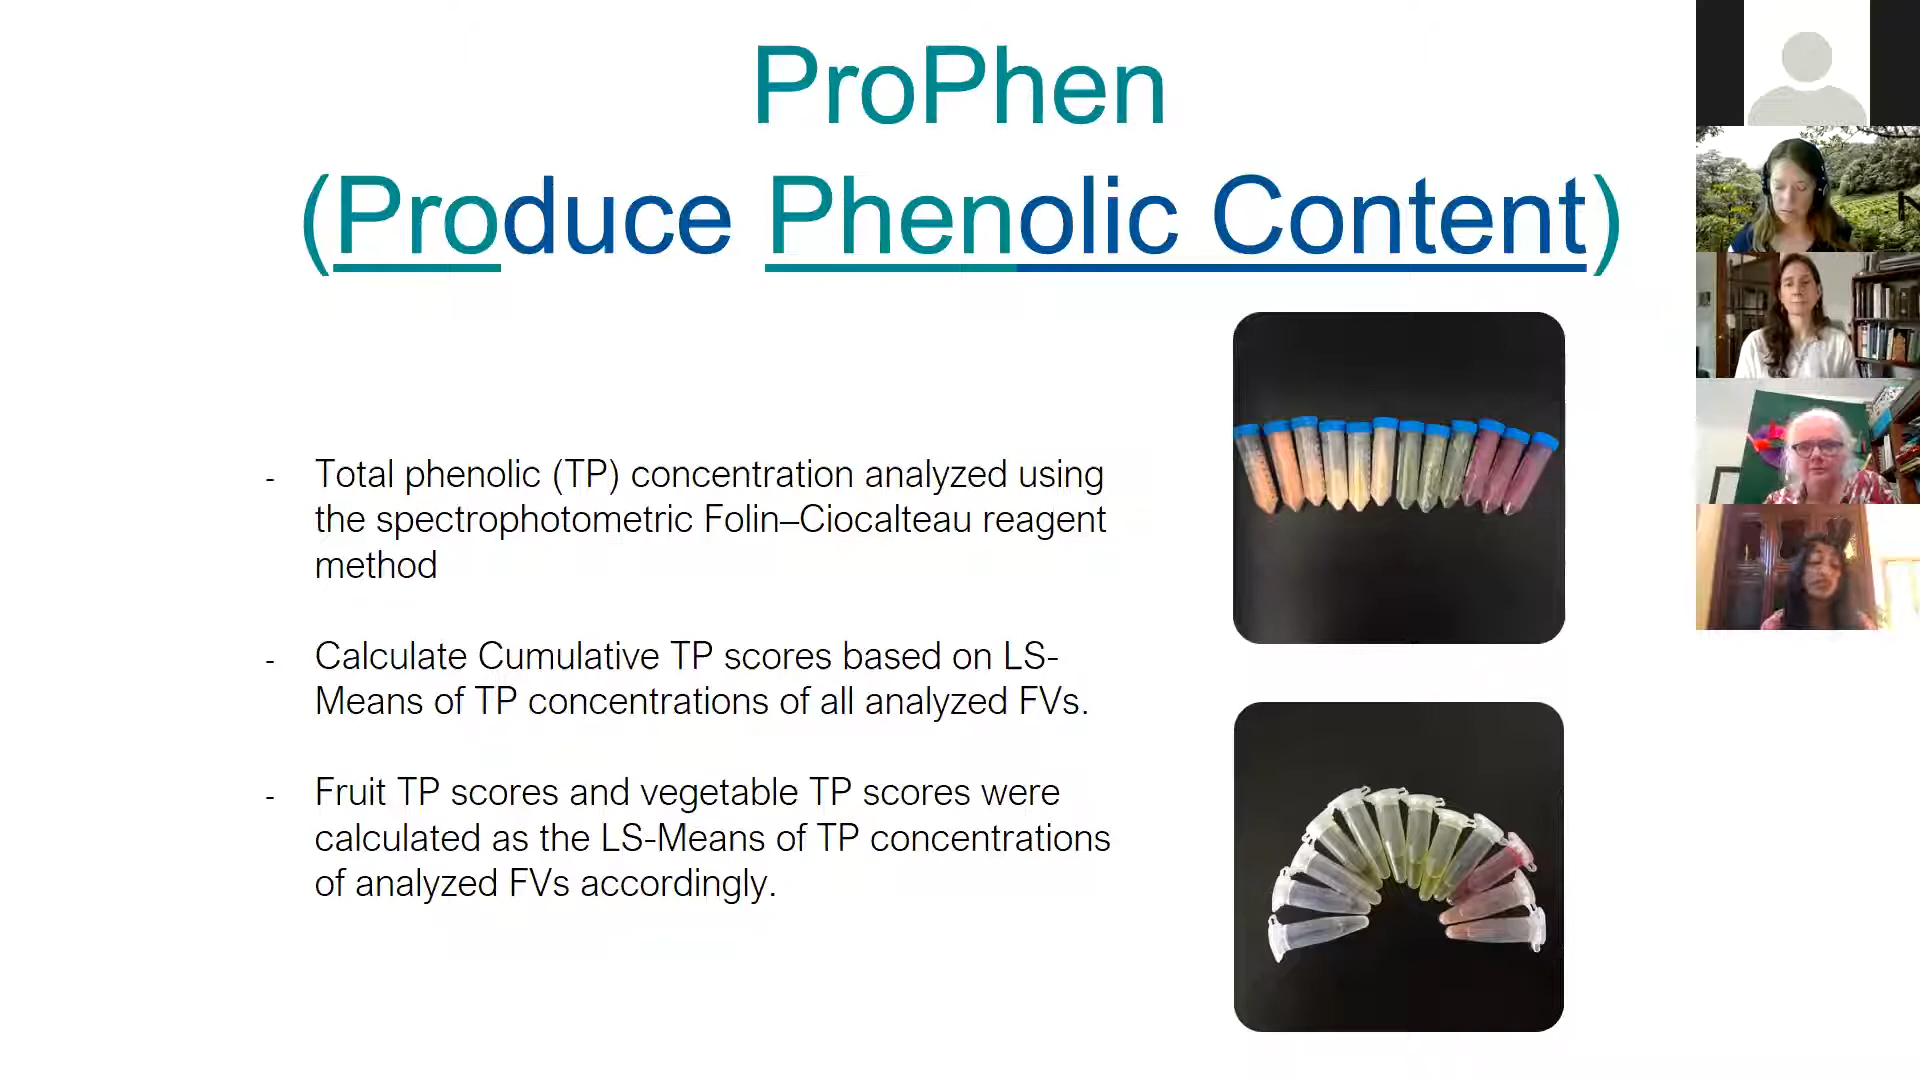 ProPhen
(Produce Phenolic Content)
- Total phenolic (TP) concentration analyzed using
the spectrophotometric Folin–Ciocalteau reagent
method
- Calculate Cumulative TP scores based on LS-
Means of TP concentrations of all analyzed FVs.
- Fruit TP scores and vegetable TP scores were
calculated as the LS-Means of TP concentrations
of analyzed FVs accordingly.